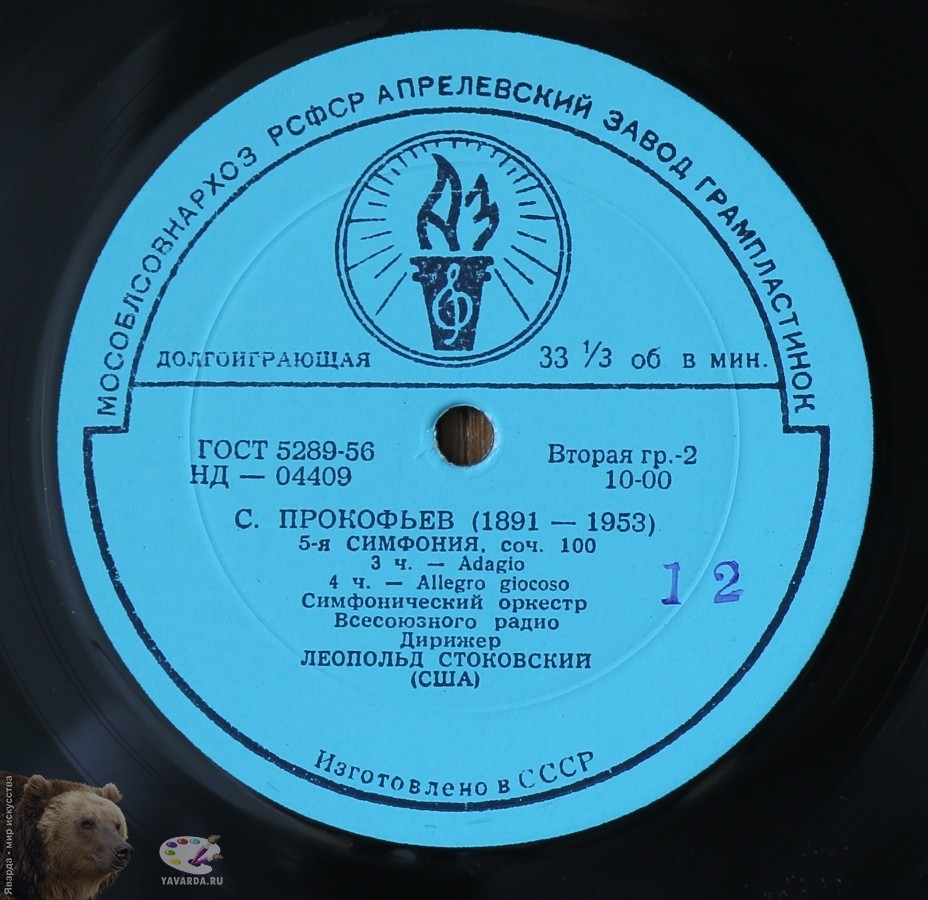 МОСОБЛСОВНАРХОЗ РСФСР АПРЕЛЕВСКИЙ ЗАВОД ГРАМПЛАСТИНОК
АЗ
ДОЛГОИГРАЮЩАЯ 33 1/3 об в мин.
ГОСТ 5289-56 Вторая гр.-2
НД — 04409 10-00
С. ПРОКОФЬЕВ (1891 — 1953)
5-я СИМФОНИЯ, соч. 100
3 ч. — Adagio
4 ч. — Allegro giocoso
12
Симфонический оркестр
Всесоюзного радио
Дирижер
ЛЕОПОЛЬД СТОКОВСКИЙ
(США)
Изготовлено в СССР
Яварда - мир искусства
YAVARDA.RU